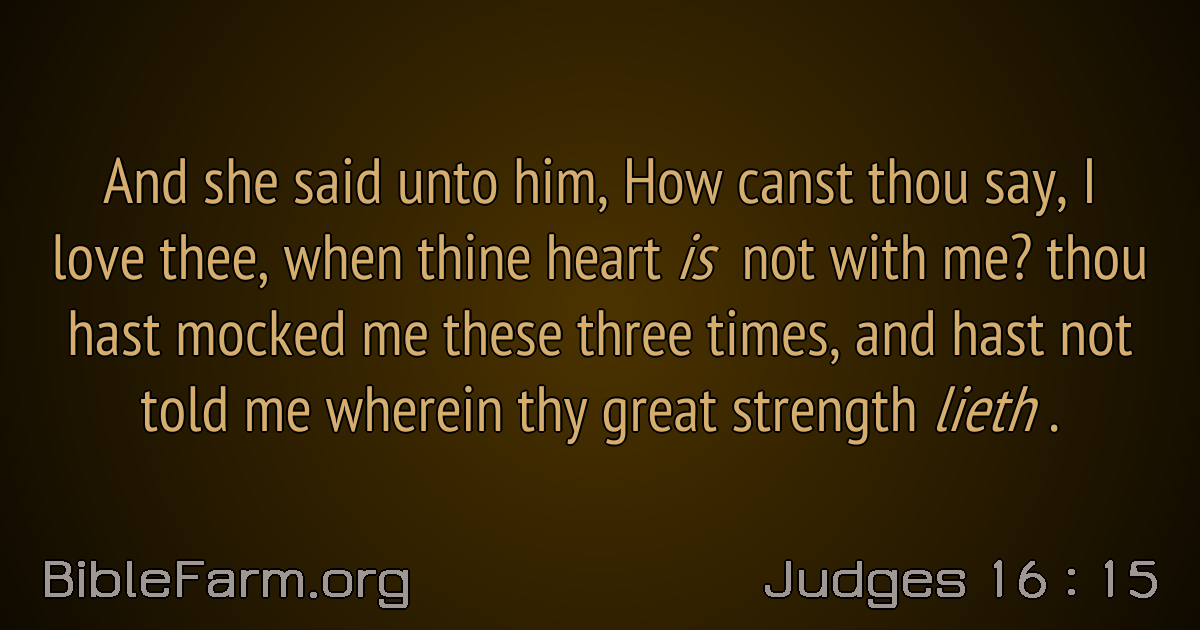 And she said unto him, How canst thou say, I
love thee, when thine heart is not with me? thou
hast mocked me these three times, and hast not
told me wherein thy great strength lieth .
BibleFarm.org
Judges 16 : 15